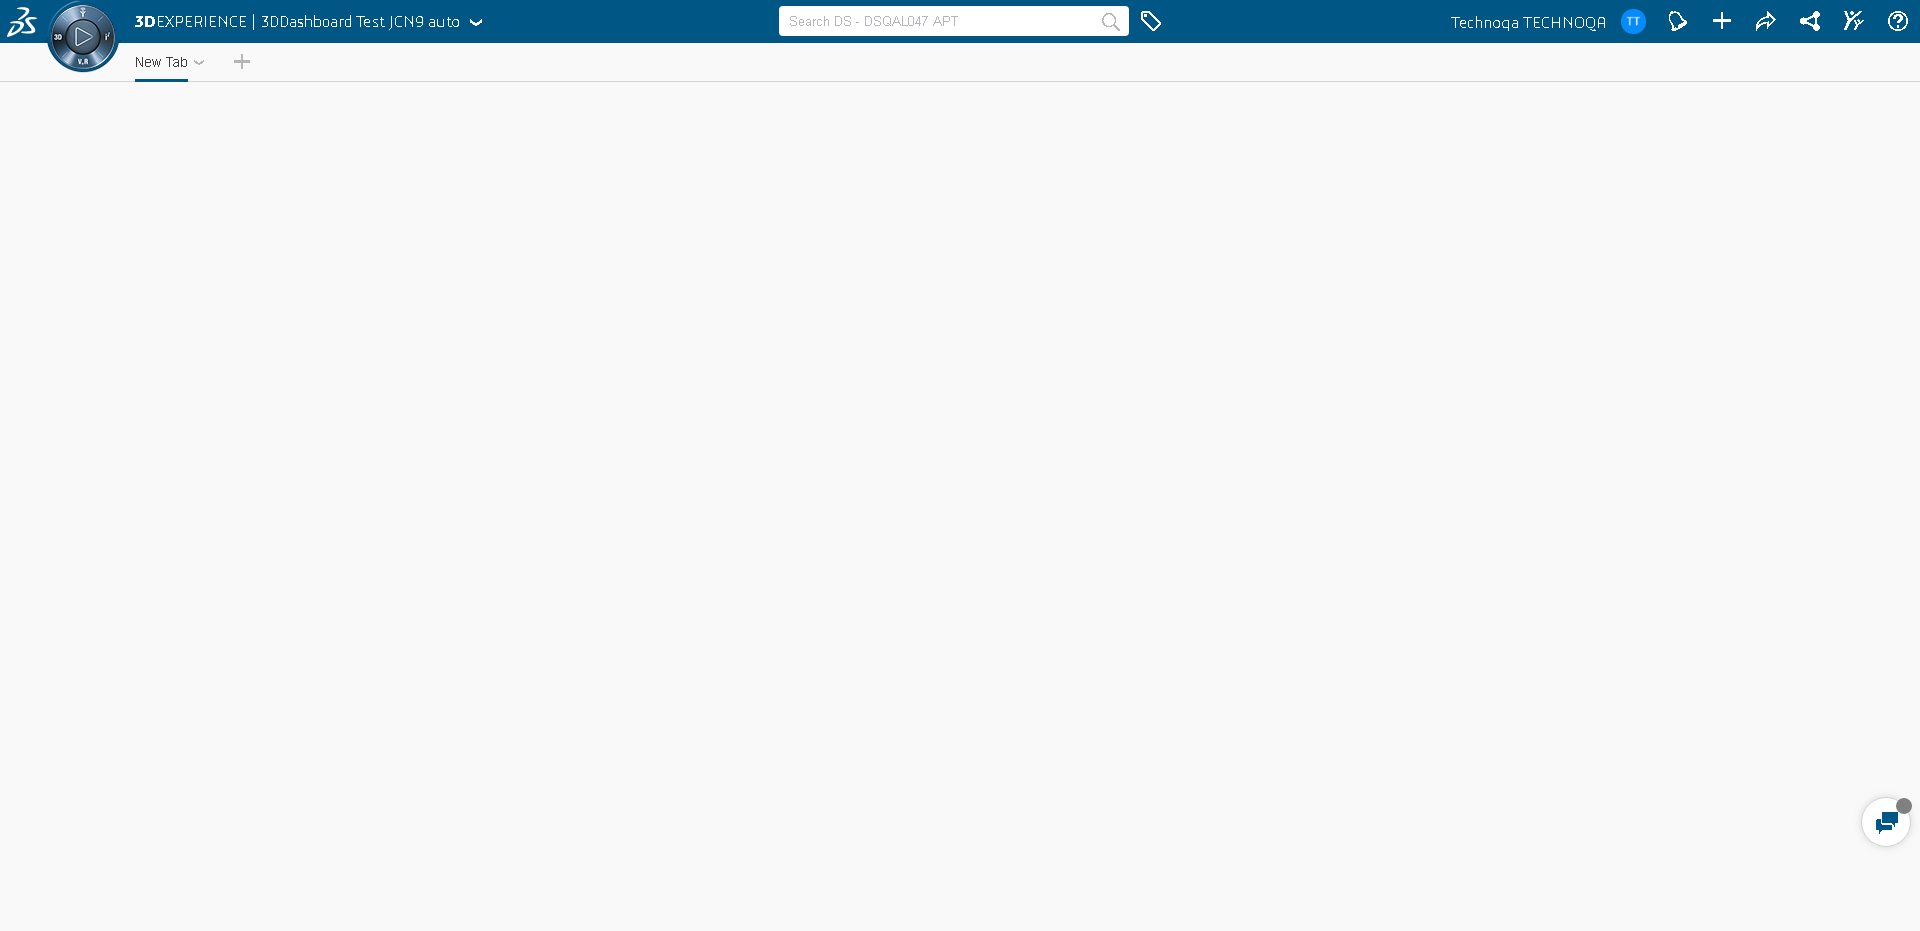 3DEXPERIENCE | 3DDashboard Test JCN9 auto
Search DS - DSQAL047 APT
Technoqa TECHNOQA
TT
3D
V.R
New Tab